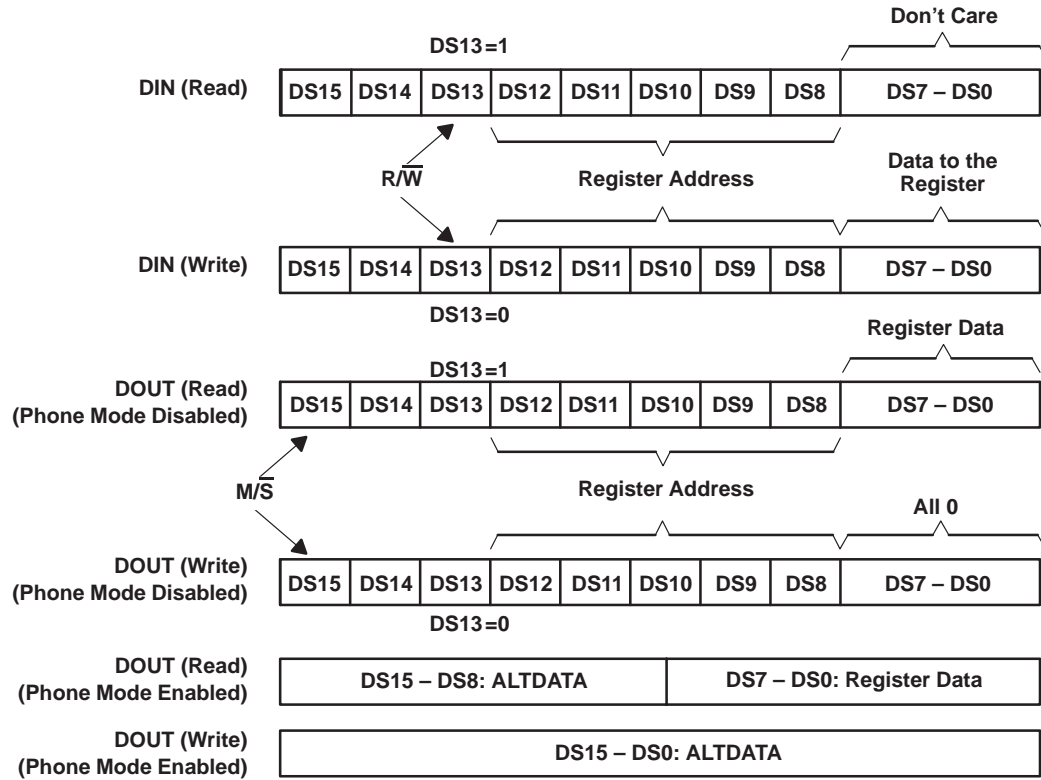 Don't Care
DS13=1
DIN (Read) DS15 DS14 DS13 DS12 DS11 DS10 DS9 DS8 DS7 – DS0
R/W̅ Register Address Data to the
Register
DIN (Write) DS15 DS14 DS13 DS12 DS11 DS10 DS9 DS8 DS7 – DS0
DS13=0
Register Data
DS13=1
DOUT (Read)
(Phone Mode Disabled) DS15 DS14 DS13 DS12 DS11 DS10 DS9 DS8 DS7 – DS0
M/S̅ Register Address
All 0
DOUT (Write)
(Phone Mode Disabled) DS15 DS14 DS13 DS12 DS11 DS10 DS9 DS8 DS7 – DS0
DS13=0
DOUT (Read)
(Phone Mode Enabled) DS15 – DS8: ALTDATA DS7 – DS0: Register Data
DOUT (Write)
(Phone Mode Enabled) DS15 – DS0: ALTDATA